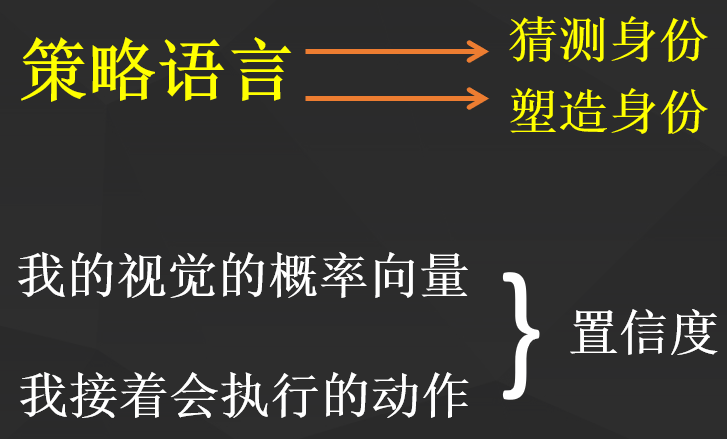 策略语言
猜测身份
塑造身份
我的视觉的概率向量
我接着会执行的动作
置信度